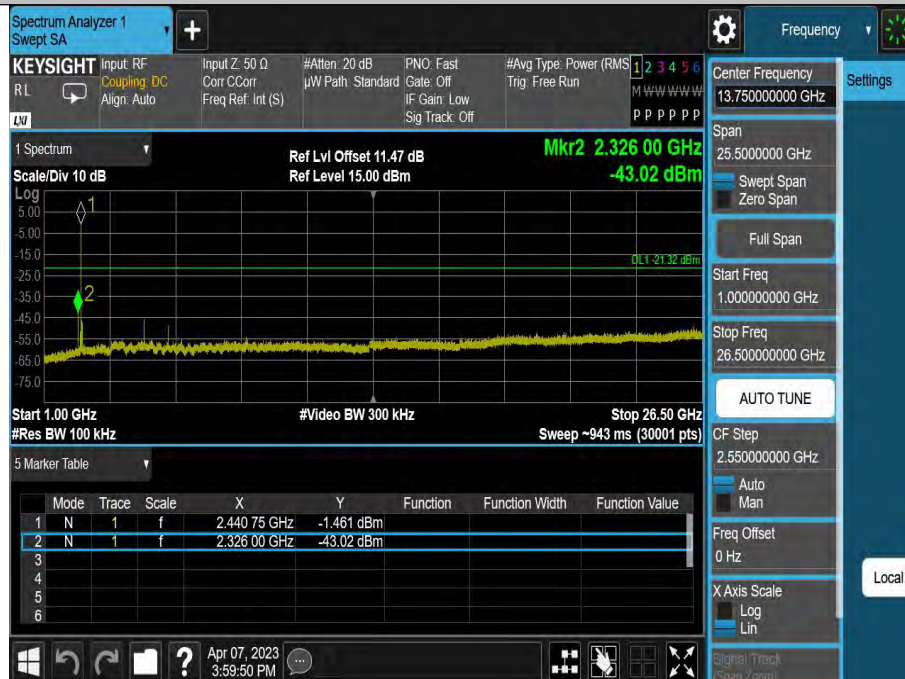 Spectrum Analyzer 1
Swept SA
+
Frequency
KEYSIGHT
RL
LXI
Input: RF
Coupling: DC
Align: Auto
Input Z: 50 Ω
Corr CCorr
Freq Ref: Int (S)
#Atten: 20 dB
µW Path: Standard
PNO: Fast
Gate: Off
IF Gain: Low
Sig Track: Off
#Avg Type: Power (RMS
Trig: Free Run
1 2 3 4 5 6
M W W W W W
P P P P P P
1 Spectrum
Scale/Div 10 dB
Ref Lvl Offset 11.47 dB
Ref Level 15.00 dBm
Mkr2 2.326 00 GHz
-43.02 dBm
Log
5.00
-5.00
-15.0
-25.0
-35.0
-45.0
-55.0
-65.0
-75.0
1
2
DL1 -21.32 dBm
Start 1.00 GHz
#Res BW 100 kHz
#Video BW 300 kHz
Stop 26.50 GHz
Sweep ~943 ms (30001 pts)
5 Marker Table
Mode Trace Scale X Y Function Function Width Function Value
1 N 1 f 2.440 75 GHz -1.461 dBm
2 N 1 f 2.326 00 GHz -43.02 dBm
3
4
5
6
?
Apr 07, 2023
3:59:50 PM
Center Frequency
13.750000000 GHz
Settings
Span
25.5000000 GHz
Swept Span
Zero Span
Full Span
Start Freq
1.000000000 GHz
Stop Freq
26.500000000 GHz
AUTO TUNE
CF Step
2.550000000 GHz
Auto
Man
Freq Offset
0 Hz
Local
X Axis Scale
Log
Lin
Signal Track
(Span Zoom)